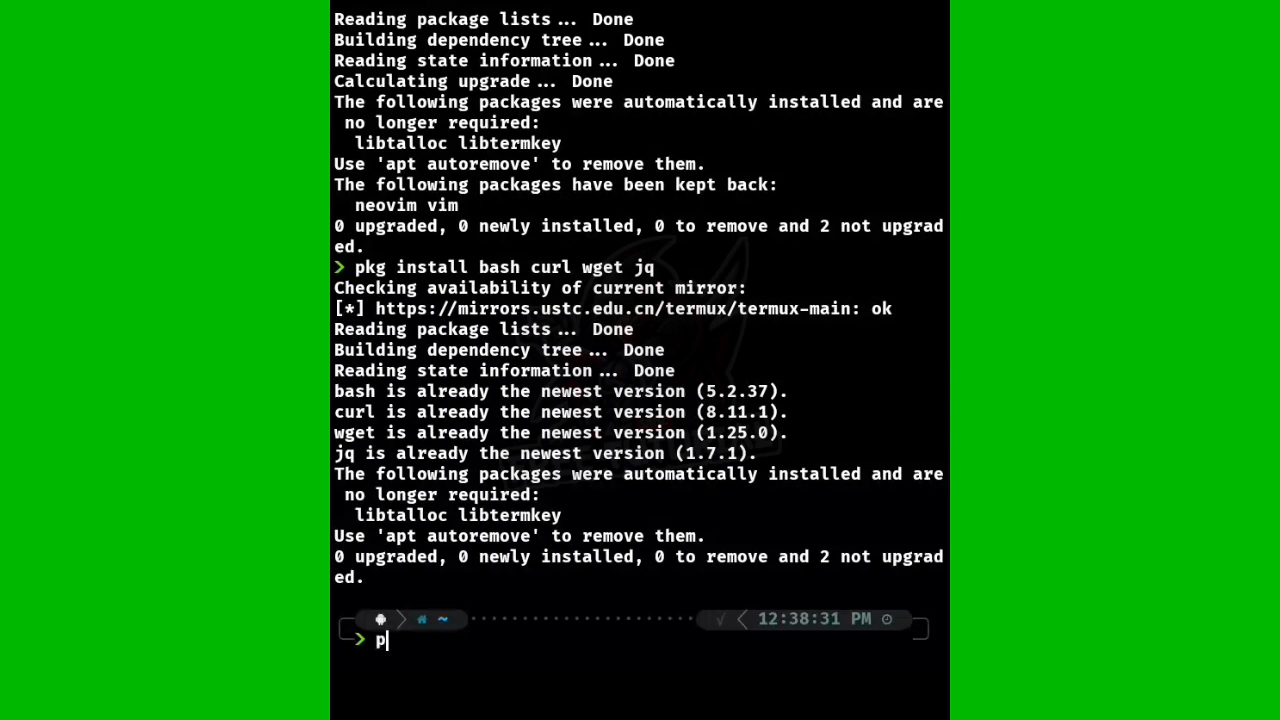 Reading package lists... Done
Building dependency tree... Done
Reading state information... Done
Calculating upgrade... Done
The following packages were automatically installed and are
no longer required:
libtalloc libtermkey
Use 'apt autoremove' to remove them.
The following packages have been kept back:
neovim vim
0 upgraded, 0 newly installed, 0 to remove and 2 not upgrad
ed.
❯ pkg install bash curl wget jq
Checking availability of current mirror:
[*] https://mirrors.ustc.edu.cn/termux/termux-main: ok
Reading package lists... Done
Building dependency tree... Done
Reading state information... Done
bash is already the newest version (5.2.37).
curl is already the newest version (8.11.1).
wget is already the newest version (1.25.0).
jq is already the newest version (1.7.1).
The following packages were automatically installed and are
no longer required:
libtalloc libtermkey
Use 'apt autoremove' to remove them.
0 upgraded, 0 newly installed, 0 to remove and 2 not upgrad
ed.
~ 12:38:31 PM
❯ p